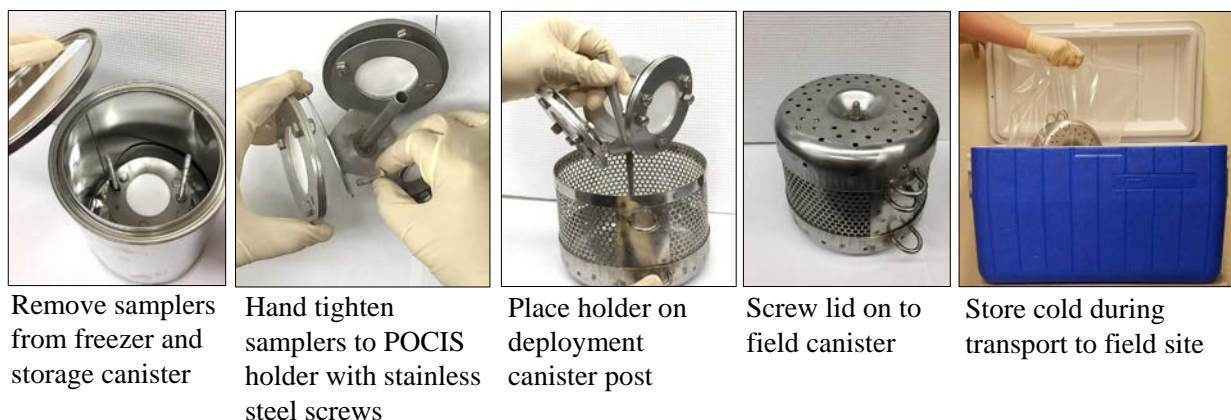 Remove samplers
from freezer and
storage canister
Hand tighten
samplers to POCIS
holder with stainless
steel screws
Place holder on
deployment
canister post
Screw lid on to
field canister
Store cold during
transport to field site